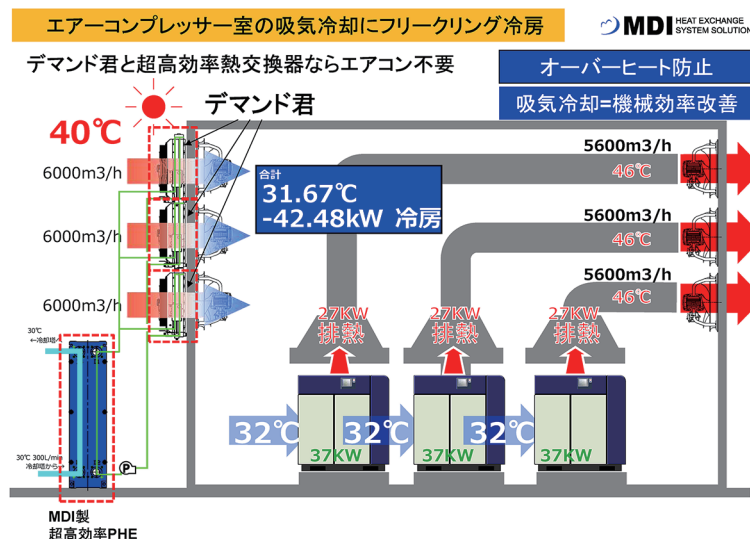 エアーコンプレッサー室の吸気冷却にフリークリング冷房
MDI HEAT EXCHANGE SYSTEM SOLUTION
デマンド君と超高効率熱交換器ならエアコン不要
オーバーヒート防止
吸気冷却=機械効率改善
デマンド君
40℃
6000m3/h
6000m3/h
6000m3/h
合計
31.67℃
-42.48kW 冷房
5600m3/h
46℃
5600m3/h
46℃
5600m3/h
46℃
27KW
排熱
27KW
排熱
27KW
排熱
32℃
32℃
32℃
37KW
37KW
37KW
30℃
←冷却塔へ
30℃ 300L/min
冷却塔から→
P
MDI製
超高効率PHE